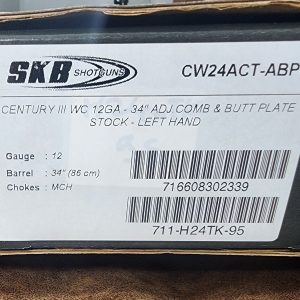 SKB SHOTGUNS
CW24ACT-ABP
CENTURY III WC 12GA - 34" ADJ COMB & BUTT PLATE
STOCK - LEFT HAND
Gauge : 12
Barrel : 34" (86 cm)
Chokes : MCH
716608302339
711-H24TK-95